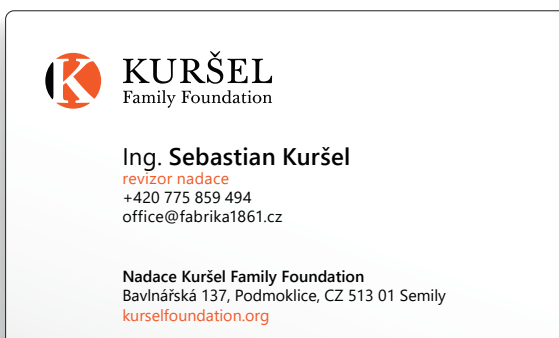 K
KURŠEL
Family Foundation
Ing. Sebastian Kuršel
revizor nadace
+420 775 859 494
office@fabrika1861.cz
Nadace Kuršel Family Foundation
Bavlnářská 137, Podmoklice, CZ 513 01 Semily
kurselfoundation.org